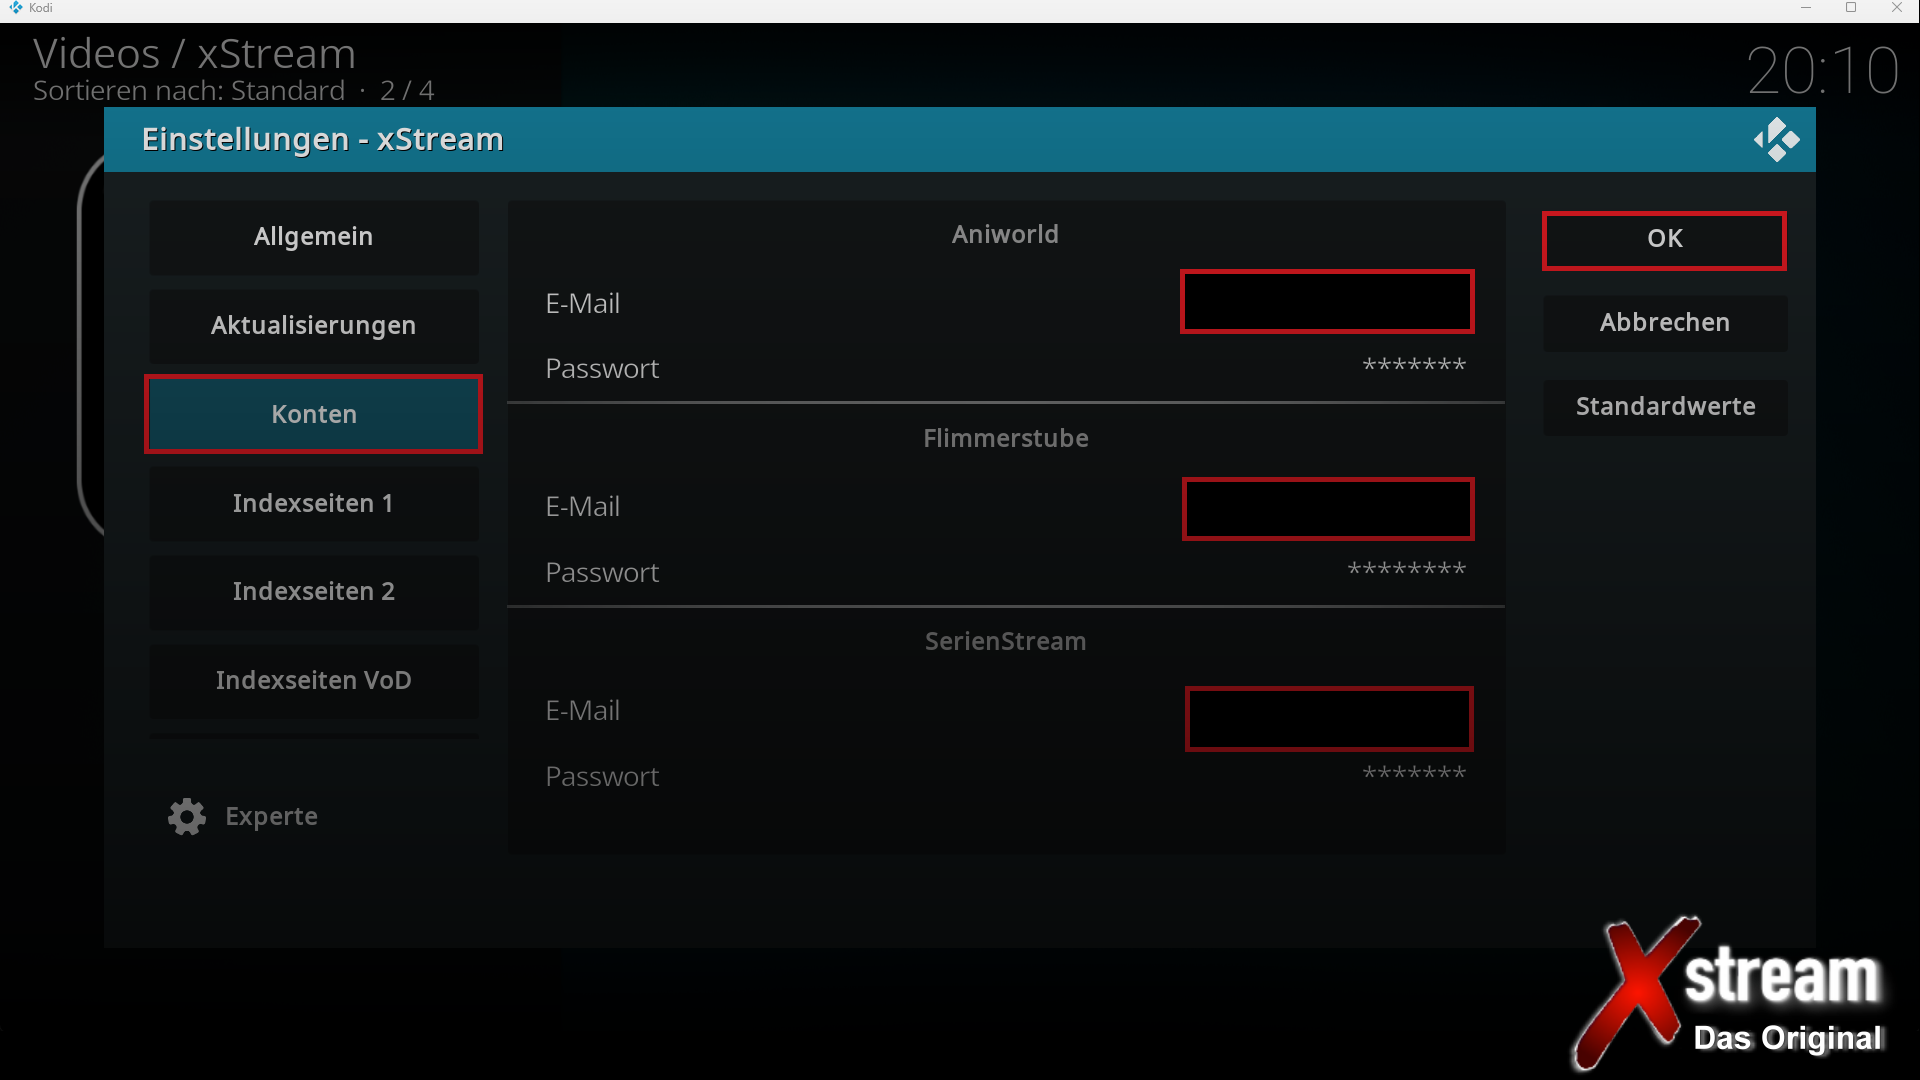 Kodi
Videos / xStream
Sortieren nach: Standard · 2 / 4
20:10
Einstellungen - xStream
Allgemein
Aktualisierungen
Konten
Indexseiten 1
Indexseiten 2
Indexseiten VoD
Experte
Aniworld
E-Mail
Passwort *******
Flimmerstube
E-Mail
Passwort ********
SerienStream
E-Mail
Passwort *******
OK
Abbrechen
Standardwerte
Xstream
Das Original